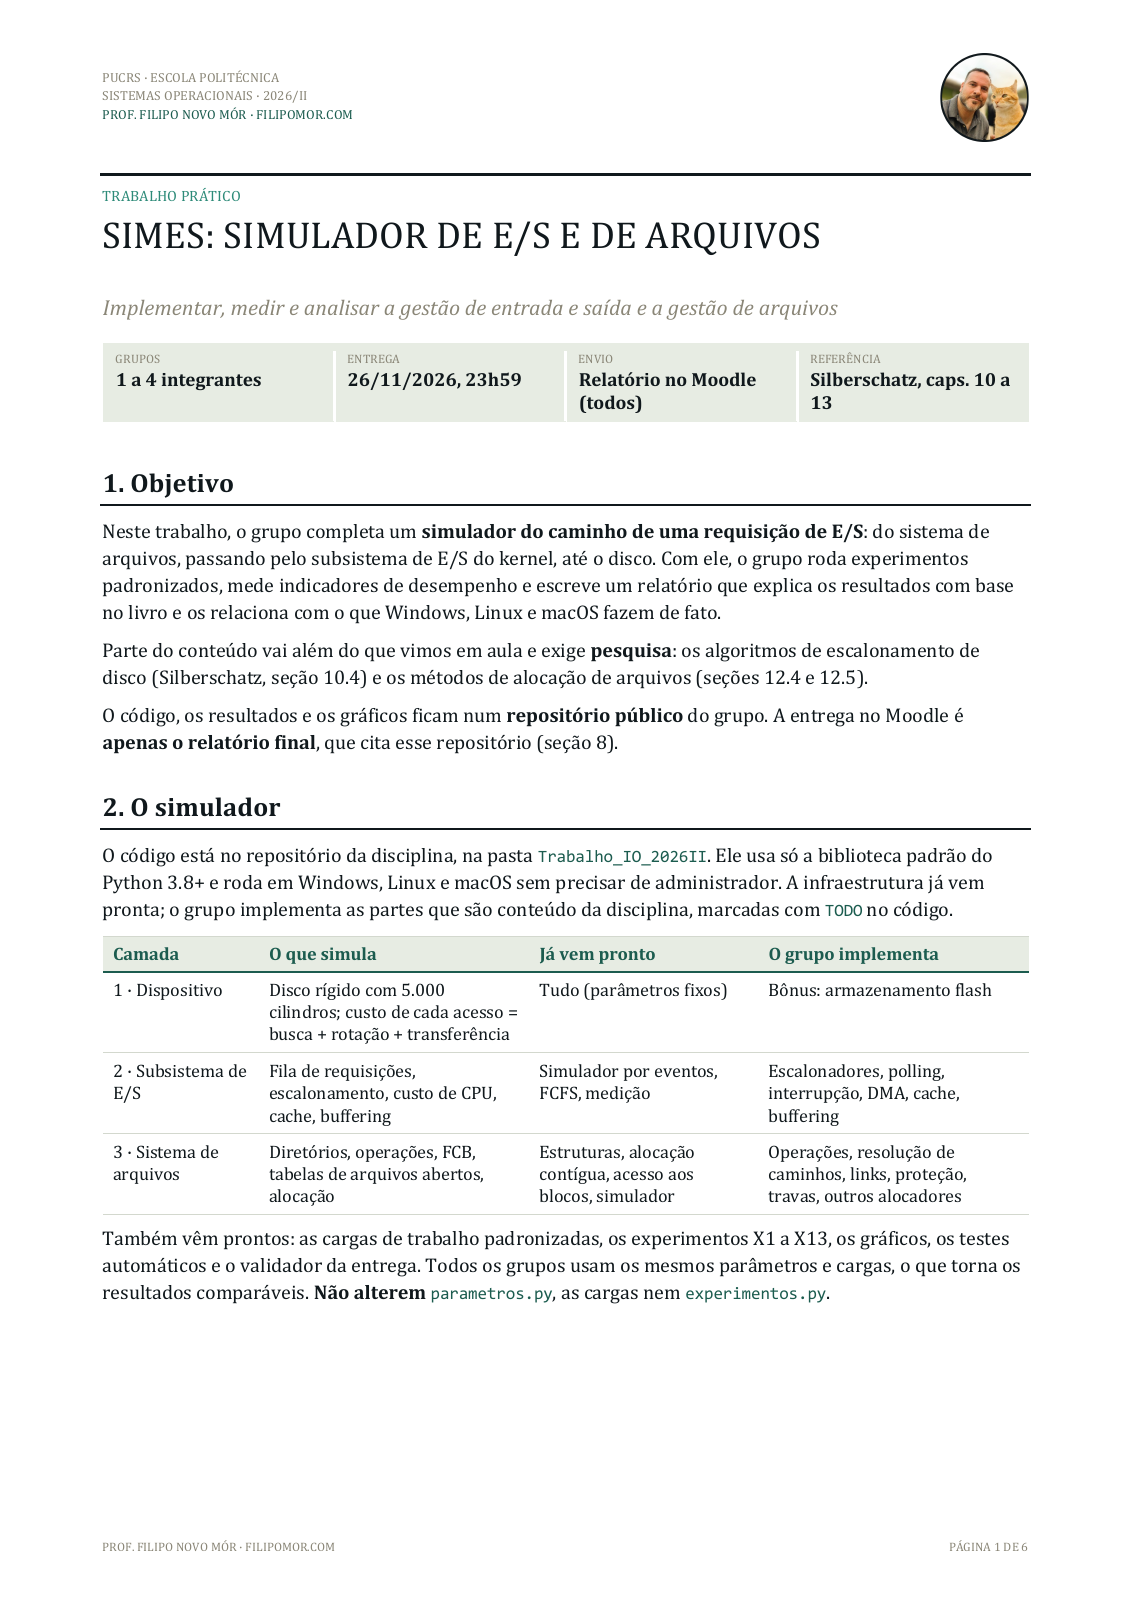 PUCRS · ESCOLA POLITÉCNICA
SISTEMAS OPERACIONAIS · 2026/II
PROF. FILIPO NOVO MÓR · FILIPOMOR.COM
TRABALHO PRÁTICO
SIMES: SIMULADOR DE E/S E DE ARQUIVOS
Implementar, medir e analisar a gestão de entrada e saída e a gestão de arquivos
GRUPOS
1 a 4 integrantes
ENTREGA
26/11/2026, 23h59
ENVIO
Relatório no Moodle
(todos)
REFERÊNCIA
Silberschatz, caps. 10 a
13
1. Objetivo
Neste trabalho, o grupo completa um simulador do caminho de uma requisição de E/S: do sistema de
arquivos, passando pelo subsistema de E/S do kernel, até o disco. Com ele, o grupo roda experimentos
padronizados, mede indicadores de desempenho e escreve um relatório que explica os resultados com base
no livro e os relaciona com o que Windows, Linux e macOS fazem de fato.
Parte do conteúdo vai além do que vimos em aula e exige pesquisa: os algoritmos de escalonamento de
disco (Silberschatz, seção 10.4) e os métodos de alocação de arquivos (seções 12.4 e 12.5).
O código, os resultados e os gráficos ficam num repositório público do grupo. A entrega no Moodle é
apenas o relatório final, que cita esse repositório (seção 8).
2. O simulador
O código está no repositório da disciplina, na pasta Trabalho_IO_2026II. Ele usa só a biblioteca padrão do
Python 3.8+ e roda em Windows, Linux e macOS sem precisar de administrador. A infraestrutura já vem
pronta; o grupo implementa as partes que são conteúdo da disciplina, marcadas com TODO no código.
Camada
O que simula
Já vem pronto
O grupo implementa
1 · Dispositivo
Disco rígido com 5.000
cilindros; custo de cada acesso =
busca + rotação + transferência
Tudo (parâmetros fixos)
Bônus: armazenamento flash
2 · Subsistema de
E/S
Fila de requisições,
escalonamento, custo de CPU,
cache, buffering
Simulador por eventos,
FCFS, medição
Escalonadores, polling,
interrupção, DMA, cache,
buffering
3 · Sistema de
arquivos
Diretórios, operações, FCB,
tabelas de arquivos abertos,
alocação
Estruturas, alocação
contígua, acesso aos
blocos, simulador
Operações, resolução de
caminhos, links, proteção,
travas, outros alocadores
Também vêm prontos: as cargas de trabalho padronizadas, os experimentos X1 a X13, os gráficos, os testes
automáticos e o validador da entrega. Todos os grupos usam os mesmos parâmetros e cargas, o que torna os
resultados comparáveis. Não alterem parametros.py, as cargas nem experimentos.py.
PROF. FILIPO NOVO MÓR · FILIPOMOR.COM
PÁGINA 1 DE 6